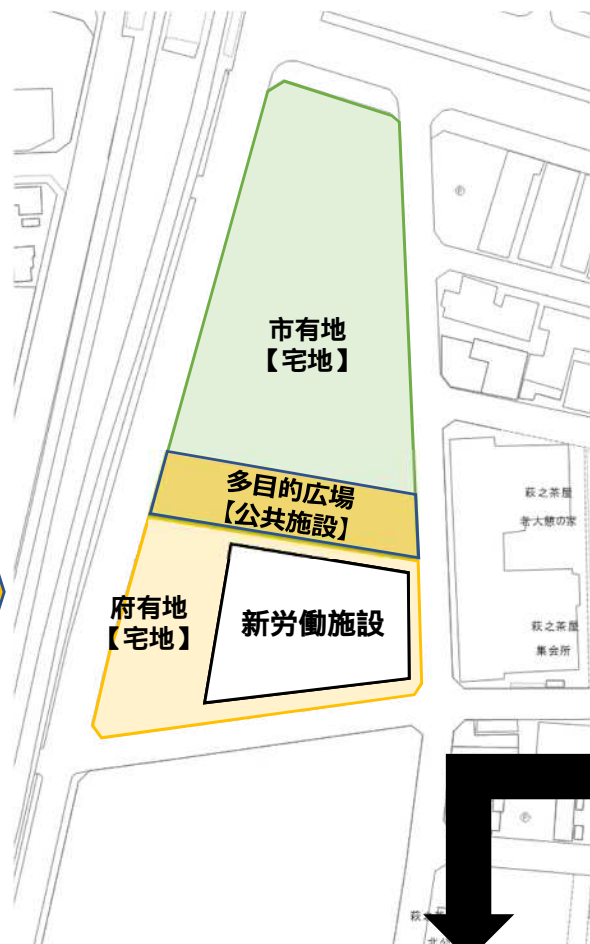 市有地
【宅地】
多目的広場
【公共施設】
府有地
【宅地】
新労働施設
萩之茶屋
老人憩の家
萩之茶屋
集会所
Ⓟ
Ⓟ